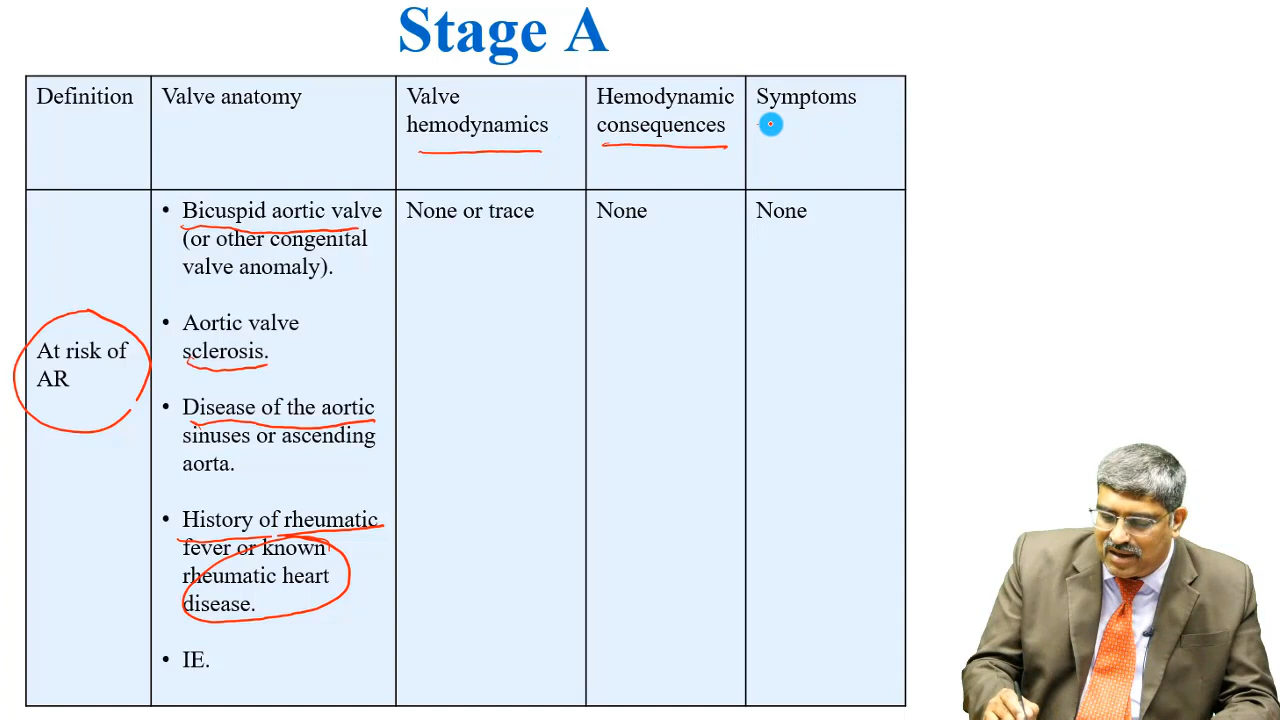 Stage A
Definition
Valve anatomy
Valve
hemodynamics
Hemodynamic
consequences
Symptoms
At risk of
AR
• Bicuspid aortic valve
(or other congenital
valve anomaly).
• Aortic valve
sclerosis.
• Disease of the aortic
sinuses or ascending
aorta.
• History of rheumatic
fever or known
rheumatic heart
disease.
• IE.
None or trace
None
None